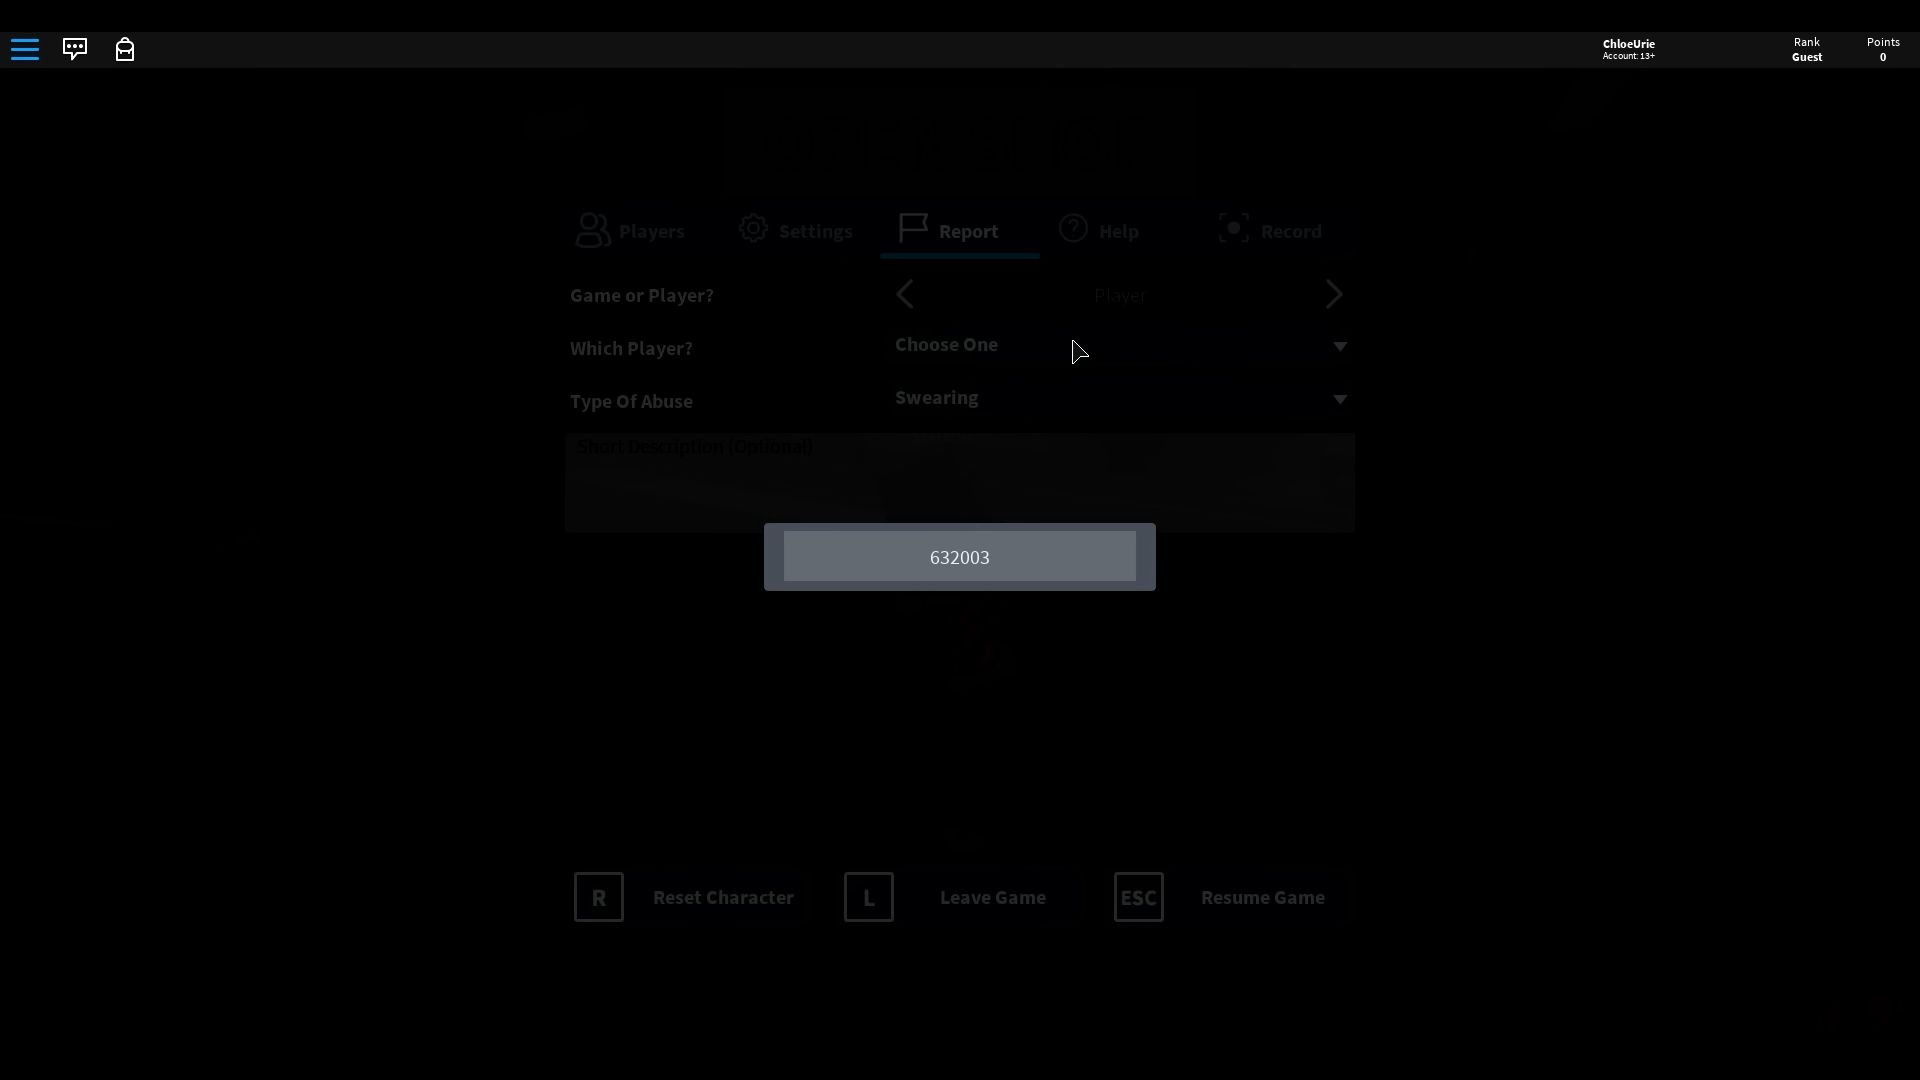 ChloeUrie
Account: 13+
Rank
Guest
Points
0
Players
Settings
Report
Help
Record
Game or Player?
Player
Which Player?
Choose One
Type Of Abuse
Swearing
Short Description (Optional)
632003
R
Reset Character
L
Leave Game
ESC
Resume Game